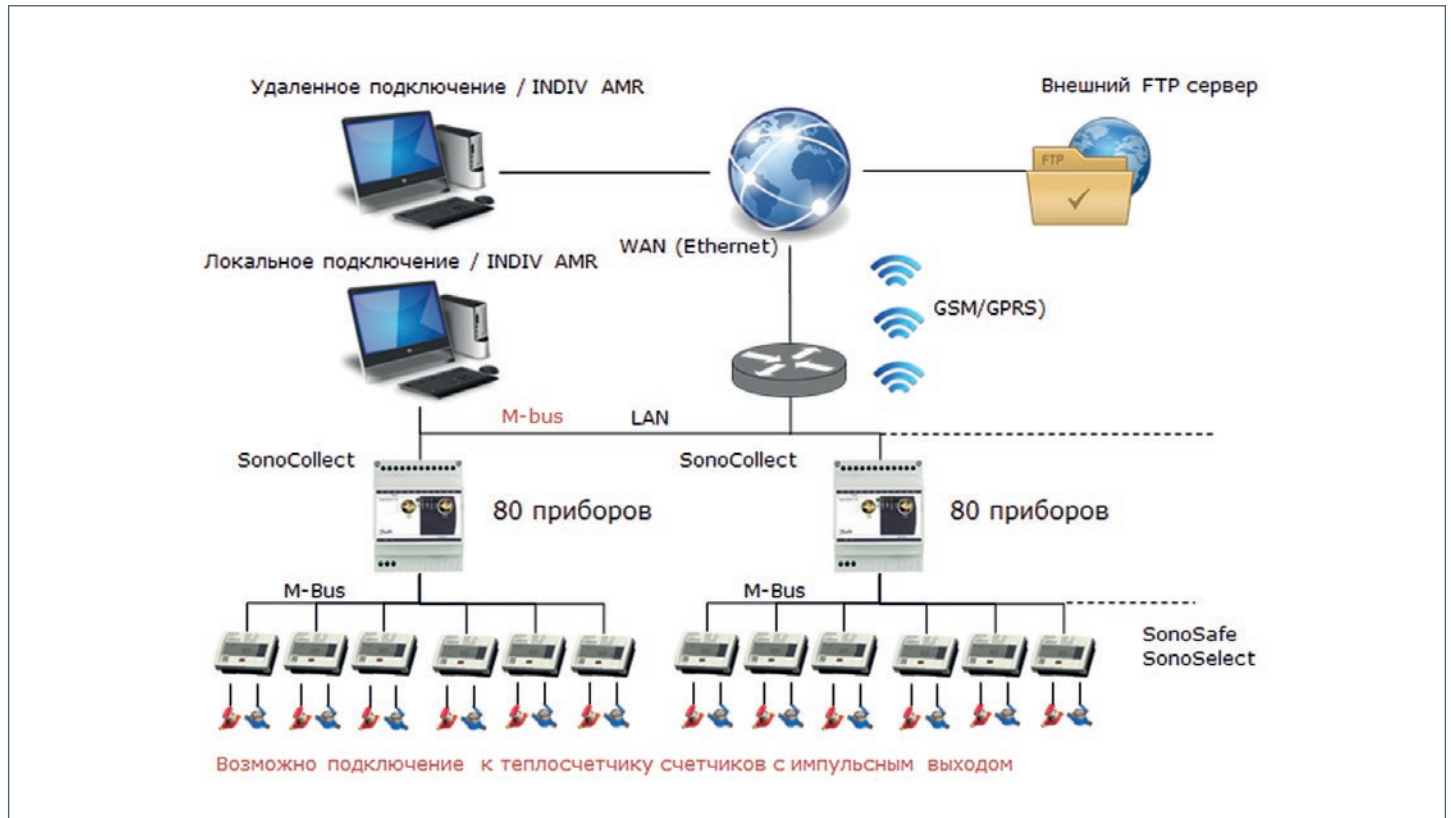 Удаленное подключение / INDIV AMR
Внешний FTP сервер
FTP
WAN (Ethernet)
Локальное подключение / INDIV AMR
GSM/GPRS)
M-bus
LAN
SonoCollect
SonoCollect
80 приборов
80 приборов
M-Bus
M-Bus
SonoSafe
SonoSelect
Возможно подключение к теплосчетчику счетчиков с импульсным выходом